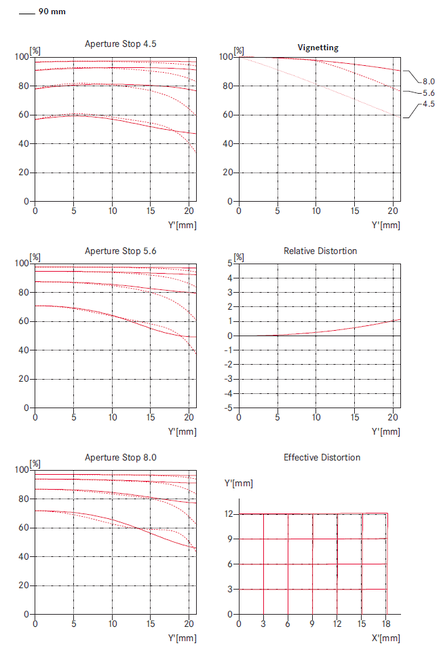 90 mm
Aperture Stop 4.5
[%]
100
80
60
40
20
0
0 5 10 15 20
Y'[mm]
Vignetting
[%]
100
80
60
40
20
0
8.0
5.6
4.5
0 5 10 15 20
Y'[mm]
Aperture Stop 5.6
[%]
100
80
60
40
20
0
0 5 10 15 20
Y'[mm]
Relative Distortion
[%]
5
4
3
2
1
0
-1
-2
-3
-4
-5
0 5 10 15 20
Y'[mm]
Aperture Stop 8.0
[%]
100
80
60
40
20
0
0 5 10 15 20
Y'[mm]
Effective Distortion
Y'[mm]
12
9
6
3
0
0 3 6 9 12 15 18
X'[mm]